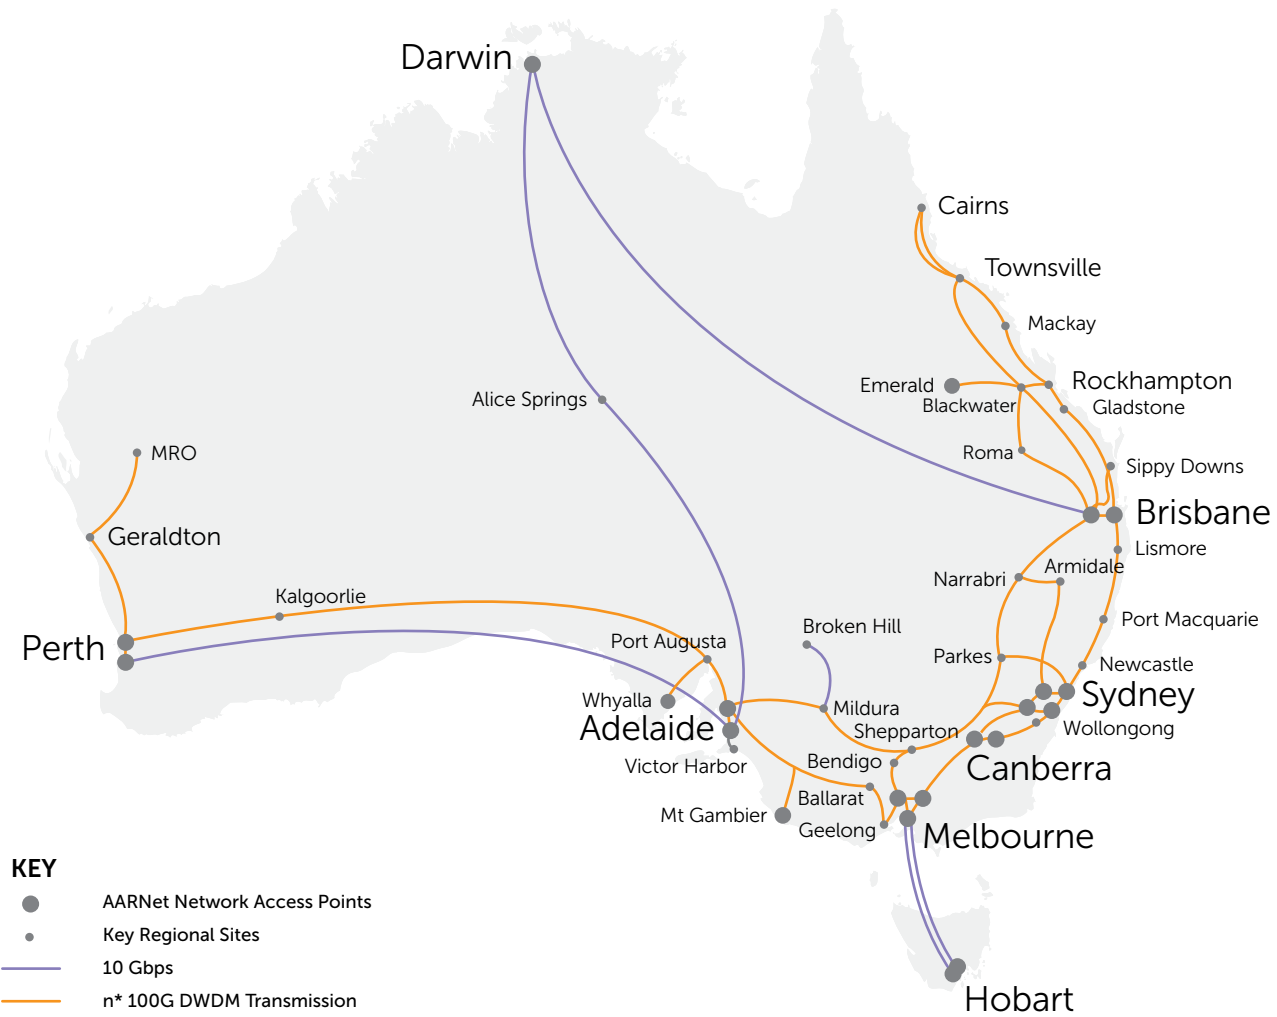 Darwin
Cairns
Townsville
Mackay
Emerald
Rockhampton
Blackwater
Gladstone
Alice Springs
MRO
Roma
Sippy Downs
Brisbane
Geraldton
Lismore
Armidale
Narrabri
Kalgoorlie
Port Macquarie
Broken Hill
Port Augusta
Perth
Parkes
Newcastle
Whyalla
Sydney
Mildura
Adelaide
Shepparton
Wollongong
Victor Harbor
Bendigo
Canberra
Ballarat
Mt Gambier
Geelong
Melbourne
KEY
AARNet Network Access Points
Key Regional Sites
10 Gbps
n* 100G DWDM Transmission
Hobart